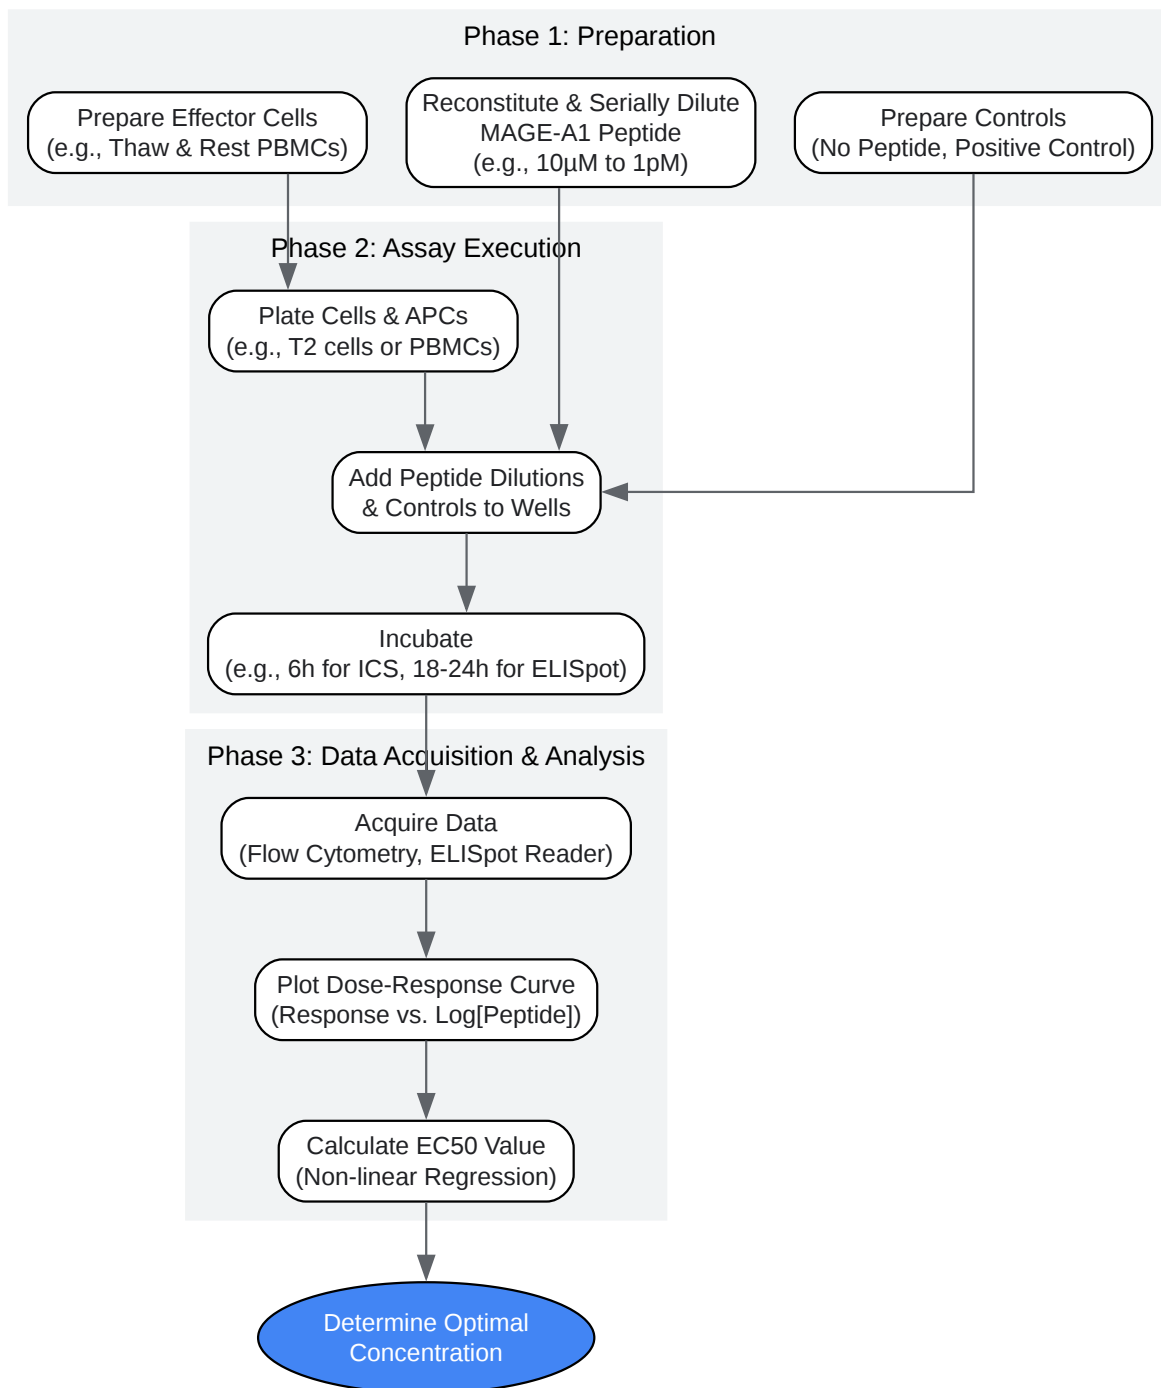 Phase 1: Preparation
Prepare Effector Cells
(e.g., Thaw & Rest PBMCs)
Reconstitute & Serially Dilute
MAGE-A1 Peptide
(e.g., 10µM to 1pM)
Prepare Controls
(No Peptide, Positive Control)
Phase 2: Assay Execution
Plate Cells & APCs
(e.g., T2 cells or PBMCs)
Add Peptide Dilutions
& Controls to Wells
Incubate
(e.g., 6h for ICS, 18-24h for ELISpot)
Phase 3: Data Acquisition & Analysis
Acquire Data
(Flow Cytometry, ELISpot Reader)
Plot Dose-Response Curve
(Response vs. Log[Peptide])
Calculate EC50 Value
(Non-linear Regression)
Determine Optimal
Concentration